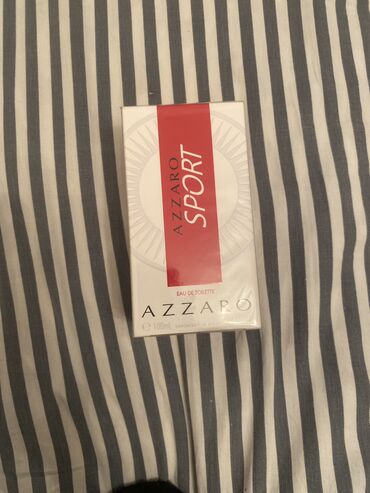 AZZARO
SPORT
EAU DE TOILETTE
AZZARO
℮ 100ml